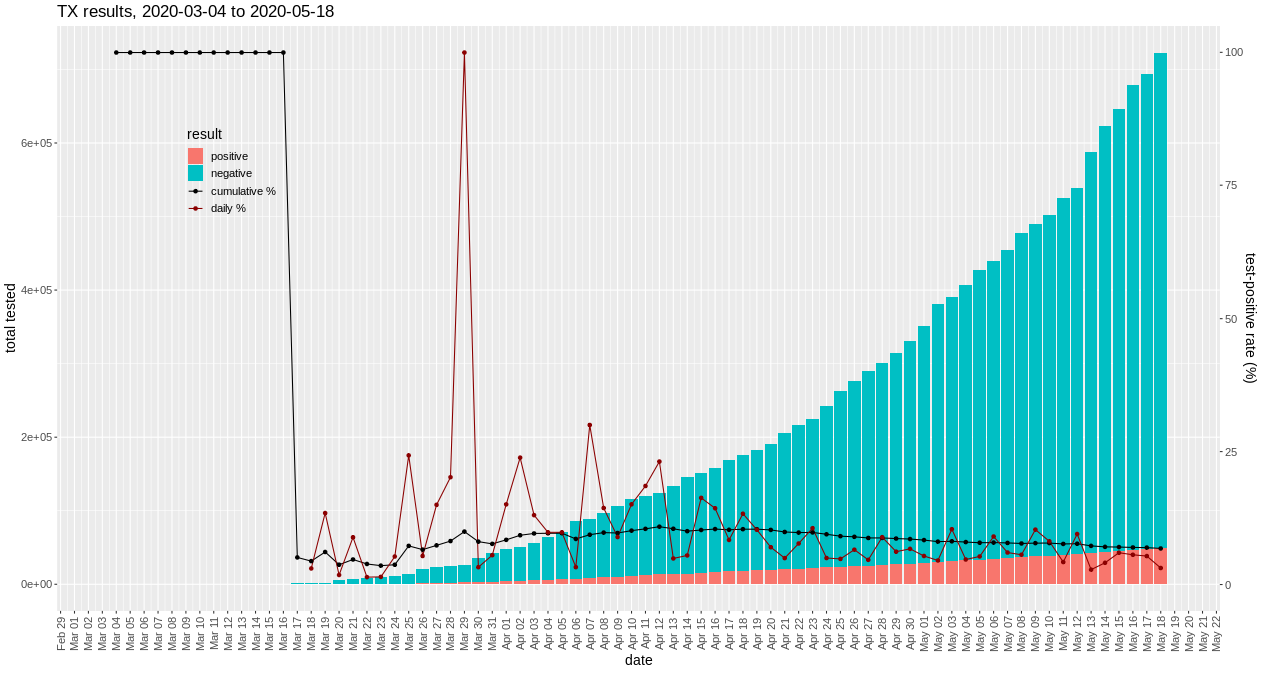 TX results, 2020-03-04 to 2020-05-18
result
positive
negative
cumulative %
daily %
total tested
6e+05
4e+05
2e+05
0e+00
100
75
50
25
0
test-positive rate (%)
Feb 29
Mar 01
Mar 02
Mar 03
Mar 04
Mar 05
Mar 06
Mar 07
Mar 08
Mar 09
Mar 10
Mar 11
Mar 12
Mar 13
Mar 14
Mar 15
Mar 16
Mar 17
Mar 18
Mar 19
Mar 20
Mar 21
Mar 22
Mar 23
Mar 24
Mar 25
Mar 26
Mar 27
Mar 28
Mar 29
Mar 30
Mar 31
Apr 01
Apr 02
Apr 03
Apr 04
Apr 05
Apr 06
Apr 07
Apr 08
Apr 09
Apr 10
Apr 11
Apr 12
Apr 13
Apr 14
Apr 15
Apr 16
Apr 17
Apr 18
Apr 19
Apr 20
Apr 21
Apr 22
Apr 23
Apr 24
Apr 25
Apr 26
Apr 27
Apr 28
Apr 29
Apr 30
May 01
May 02
May 03
May 04
May 05
May 06
May 07
May 08
May 09
May 10
May 11
May 12
May 13
May 14
May 15
May 16
May 17
May 18
May 19
May 20
May 21
May 22
date